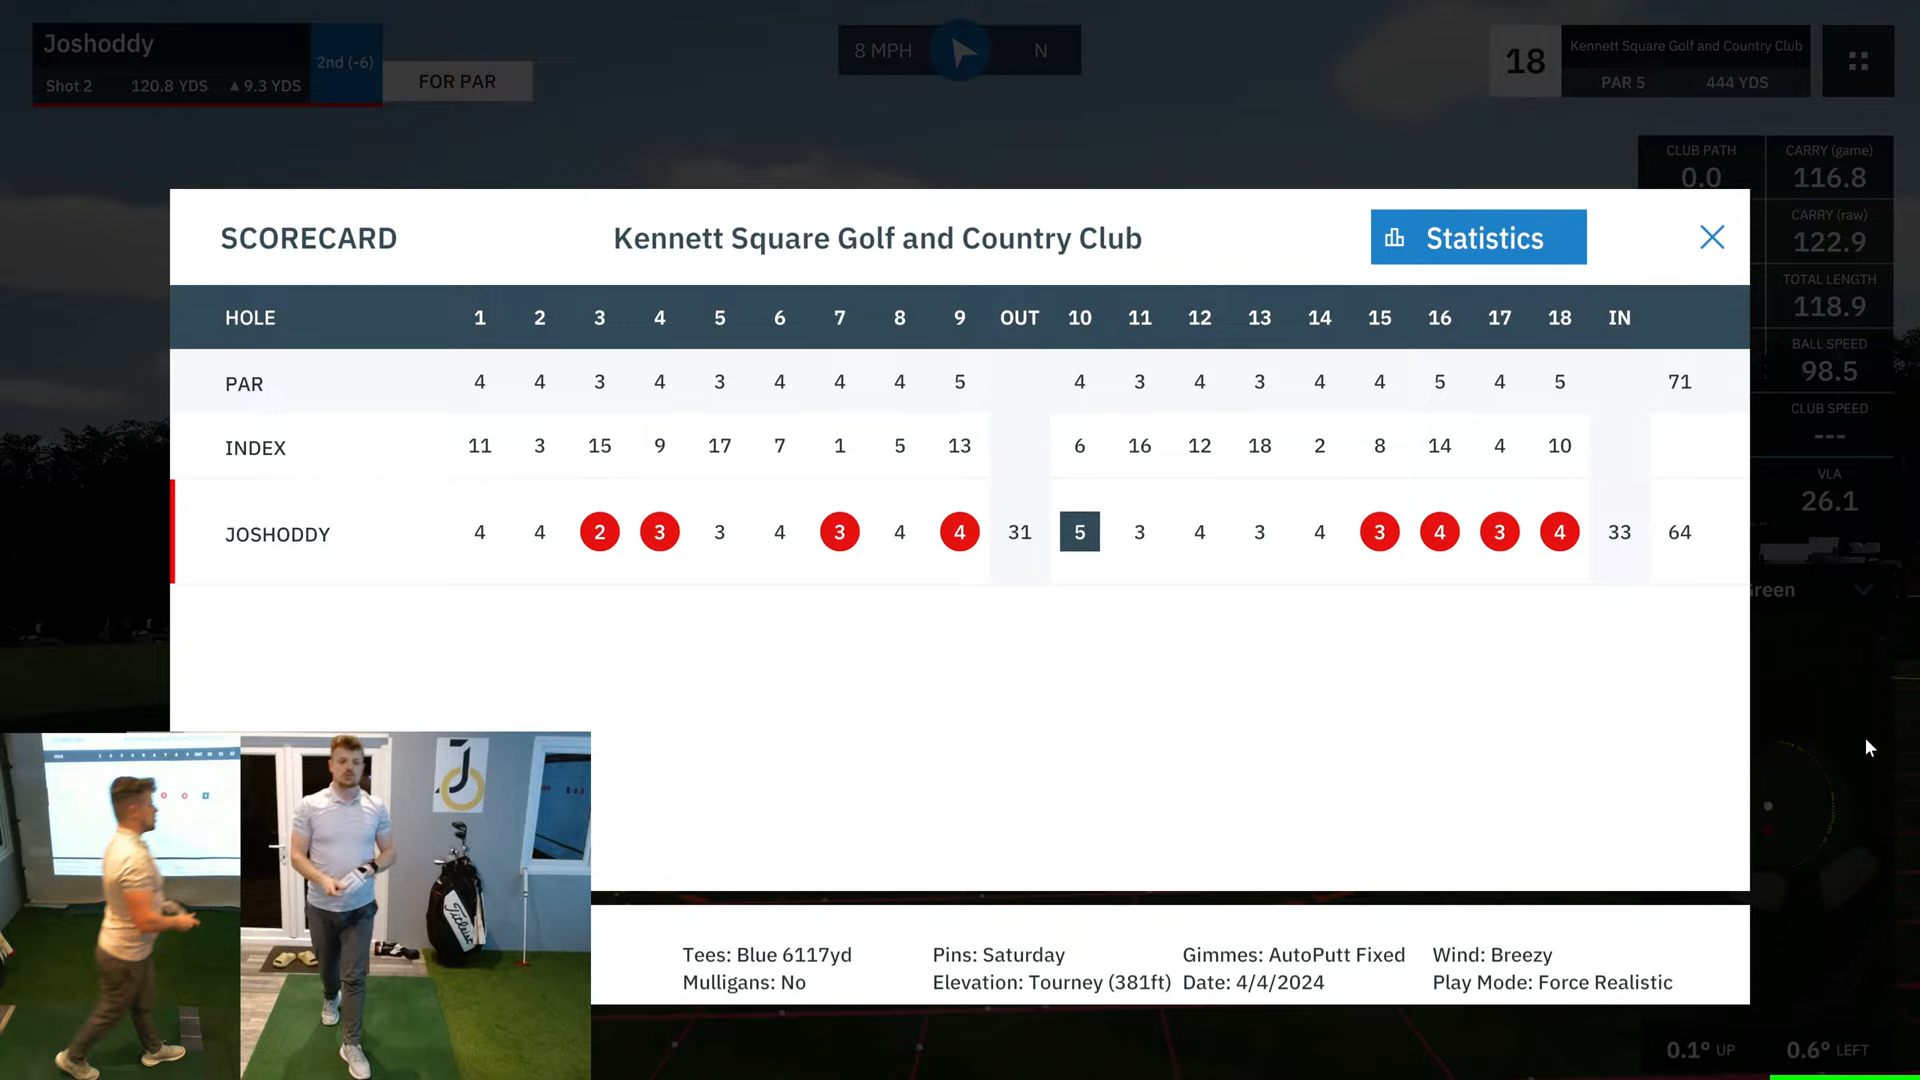 Joshoddy
2nd (-6)
Shot 2 120.8 YDS ▲9.3 YDS
FOR PAR
8 MPH N
18 Kennett Square Golf and Country Club
PAR 5 444 YDS
CLUB PATH
0.0
CARRY (game)
116.8
CARRY (raw)
122.9
TOTAL LENGTH
118.9
BALL SPEED
98.5
CLUB SPEED
---
VLA
26.1
SCORECARD Kennett Square Golf and Country Club Statistics
HOLE 1 2 3 4 5 6 7 8 9 OUT 10 11 12 13 14 15 16 17 18 IN
PAR 4 4 3 4 3 4 4 4 5 4 3 4 3 4 4 5 4 5 71
INDEX 11 3 15 9 17 7 1 5 13 6 16 12 18 2 8 14 4 10
JOSHODDY 4 4 2 3 3 4 3 4 4 31 5 3 4 3 4 3 4 3 4 33 64
Titleist
Tees: Blue 6117yd Pins: Saturday Gimmes: AutoPutt Fixed Wind: Breezy
Mulligans: No Elevation: Tourney (381ft) Date: 4/4/2024 Play Mode: Force Realistic
0.1° UP 0.6° LEFT